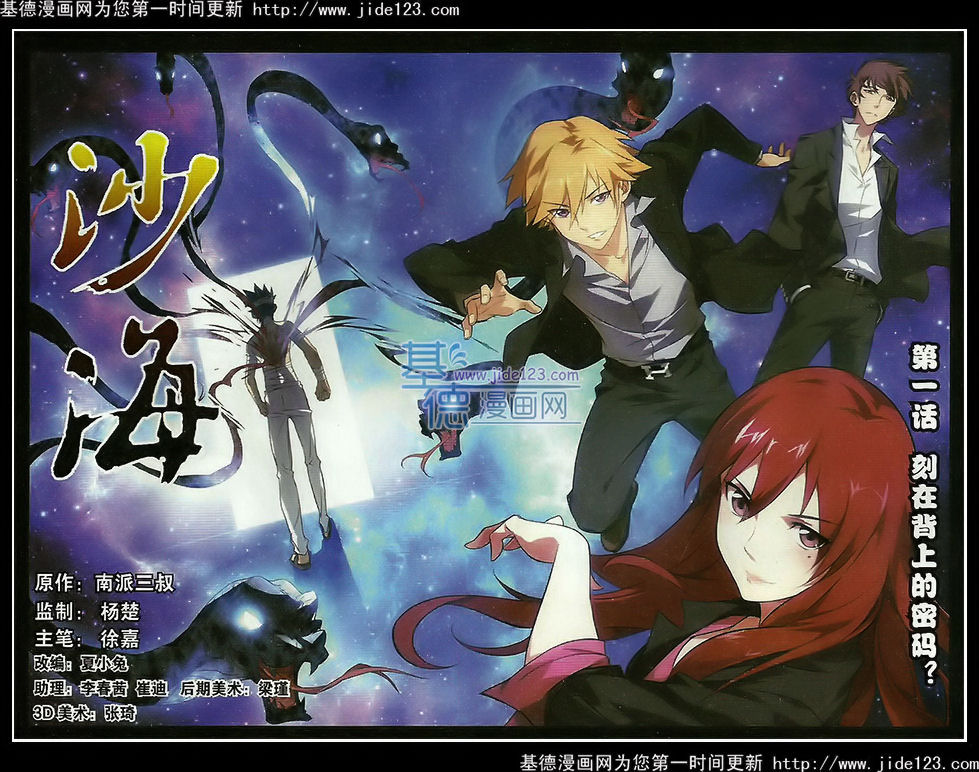 基德漫画网为您第一时间更新 http://www.jide123.com
沙海
基德
www.jide123.com
漫画网
第一话 刻在背上的密码?
原作: 南派三叔
监制: 杨楚
主笔: 徐嘉
改编: 夏小兔
助理: 李春茜 崔迪 后期美术: 梁瑾
3D美术: 张琦
基德漫画网为您第一时间更新 http://www.jide123.com